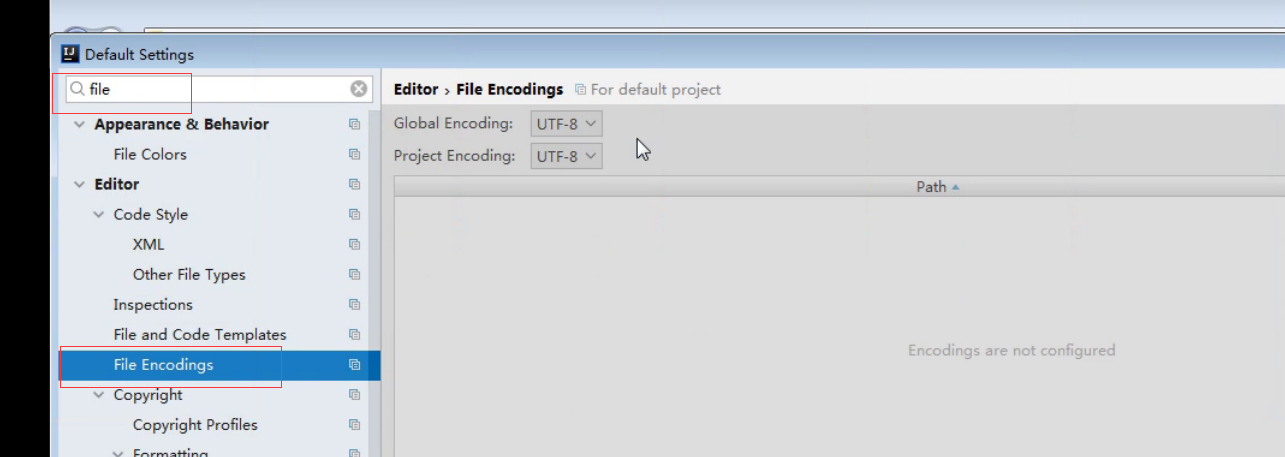 Default Settings
file
Appearance & Behavior
File Colors
Editor
Code Style
XML
Other File Types
Inspections
File and Code Templates
File Encodings
Copyright
Copyright Profiles
Formatting
Editor › File Encodings For default project
Global Encoding: UTF-8
Project Encoding: UTF-8
Path
Encodings are not configured